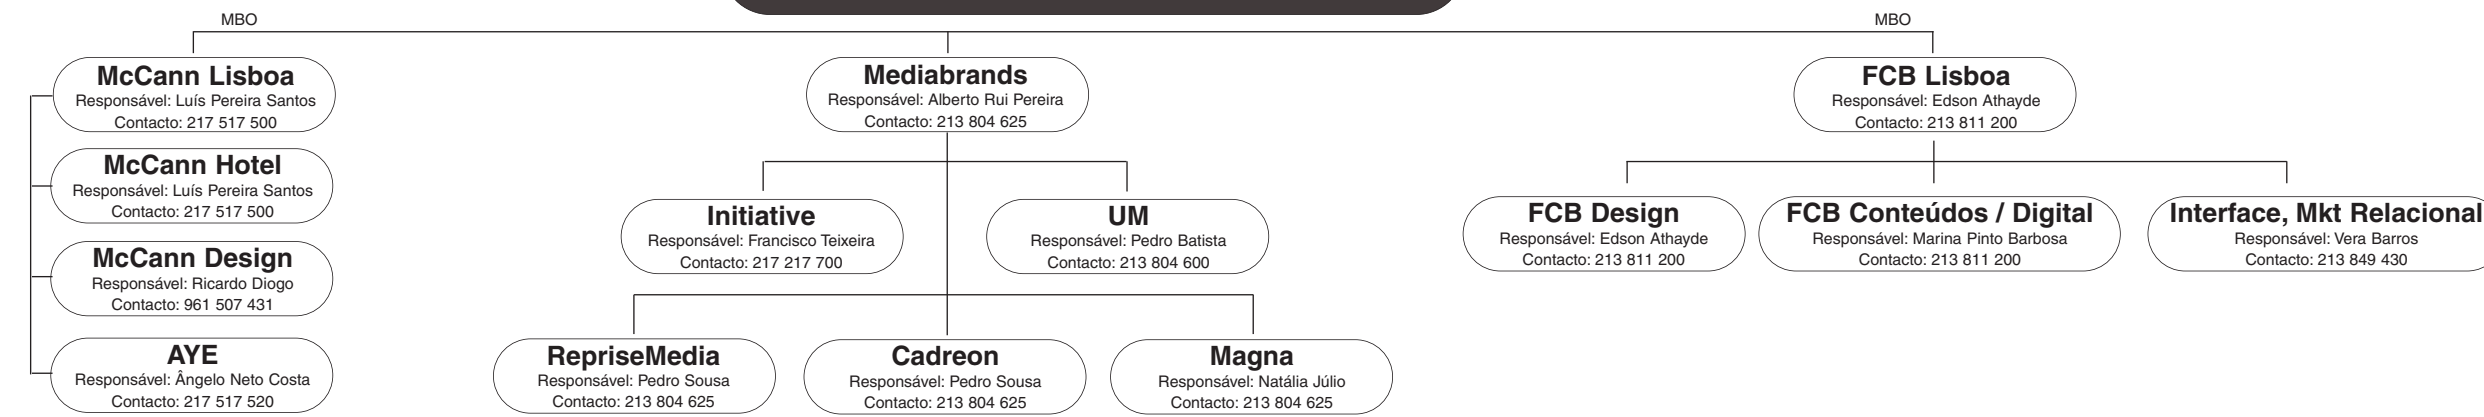 MBO
MBO
McCann Lisboa
Responsável: Luís Pereira Santos
Contacto: 217 517 500
Mediabrands
Responsável: Alberto Rui Pereira
Contacto: 213 804 625
FCB Lisboa
Responsável: Edson Athayde
Contacto: 213 811 200
McCann Hotel
Responsável: Luís Pereira Santos
Contacto: 217 517 500
Initiative
Responsável: Francisco Teixeira
Contacto: 217 217 700
UM
Responsável: Pedro Batista
Contacto: 213 804 600
FCB Design
Responsável: Edson Athayde
Contacto: 213 811 200
FCB Conteúdos / Digital
Responsável: Marina Pinto Barbosa
Contacto: 213 811 200
Interface, Mkt Relacional
Responsável: Vera Barros
Contacto: 213 849 430
McCann Design
Responsável: Ricardo Diogo
Contacto: 961 507 431
AYE
Responsável: Ângelo Neto Costa
Contacto: 217 517 520
RepriseMedia
Responsável: Pedro Sousa
Contacto: 213 804 625
Cadreon
Responsável: Pedro Sousa
Contacto: 213 804 625
Magna
Responsável: Natália Júlio
Contacto: 213 804 625